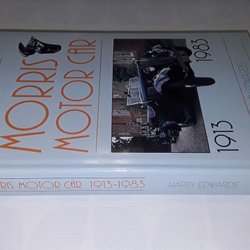 MORRIS
MOTOR CAR
1913
1983
RIS MOTOR CAR 1913·1983
HARRY EDWARDS